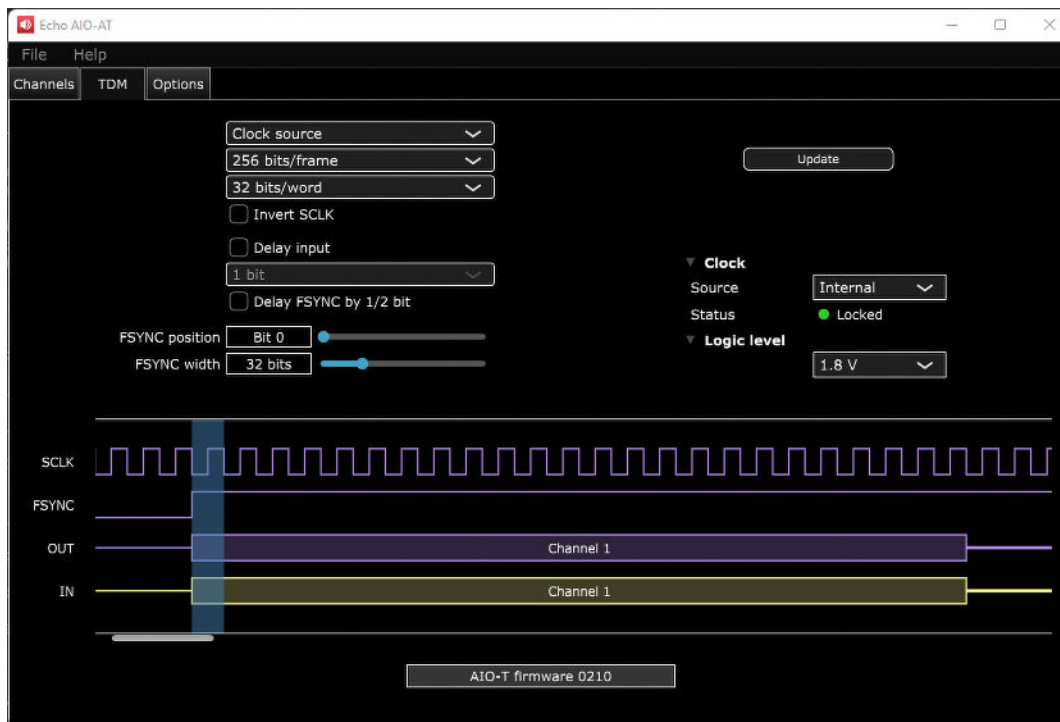 Echo AIO-AT
File Help
Channels TDM Options
Clock source
256 bits/frame
Update
32 bits/word
Invert SCLK
Delay input
1 bit
Delay FSYNC by 1/2 bit
FSYNC position Bit 0
FSYNC width 32 bits
Clock
Source Internal
Status Locked
Logic level
1.8 V
SCLK
FSYNC
OUT Channel 1
IN Channel 1
AIO-T firmware 0210